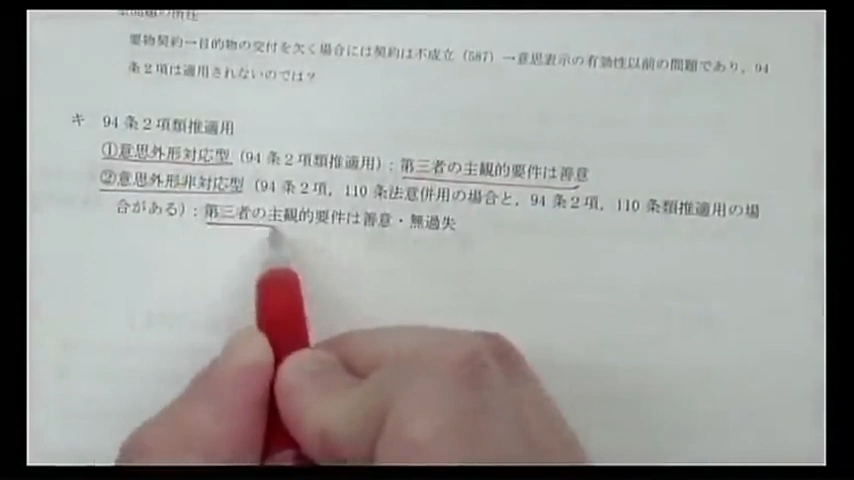 要物契約―目的物の交付を欠く場合には契約は不成立（587）→意思表示の有効性以前の問題であり，94
条2項は適用されないのでは？
キ　94条2項類推適用
①意思外形対応型（94条2項類推適用）：第三者の主観的要件は善意
②意思外形非対応型（94条2項，110条法意併用の場合と，94条2項，110条類推適用の場
合がある）：第三者の主観的要件は善意・無過失